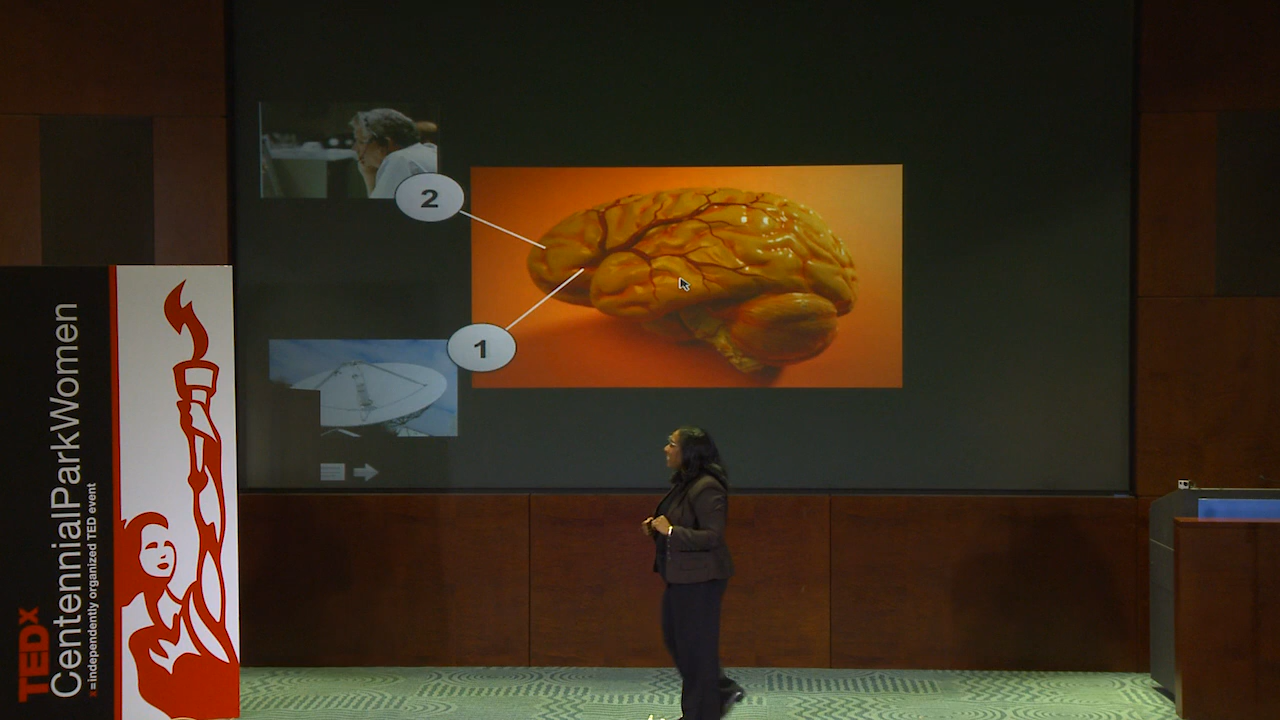 2
1
TEDx
CentennialParkWomen
x = independently organized TED event